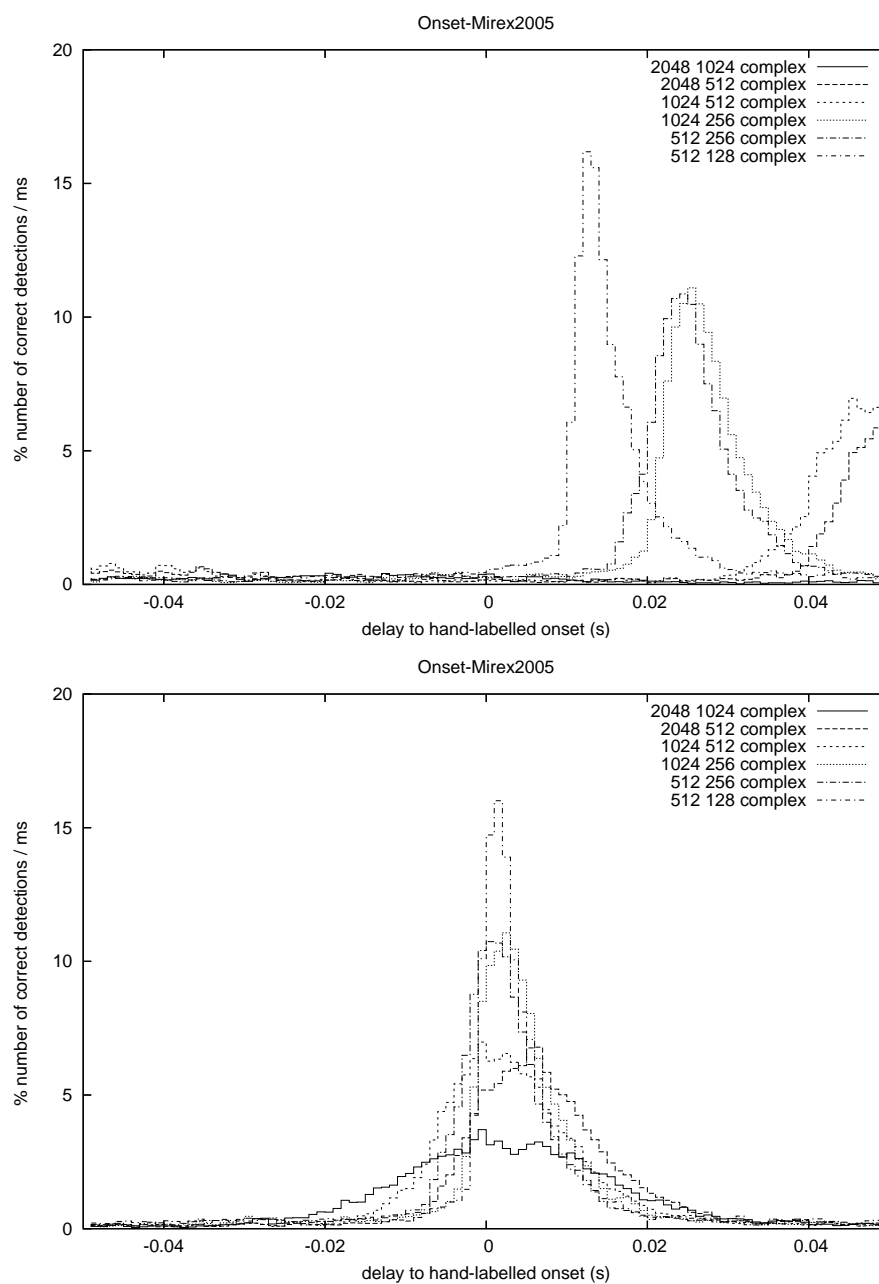 Onset-Mirex2005
20
15
10
5
0
% number of correct detections / ms
2048 1024 complex
2048 512 complex
1024 512 complex
1024 256 complex
512 256 complex
512 128 complex
-0.04
-0.02
0
0.02
0.04
delay to hand-labelled onset (s)
Onset-Mirex2005
20
15
10
5
0
% number of correct detections / ms
2048 1024 complex
2048 512 complex
1024 512 complex
1024 256 complex
512 256 complex
512 128 complex
-0.04
-0.02
0
0.02
0.04
delay to hand-labelled onset (s)